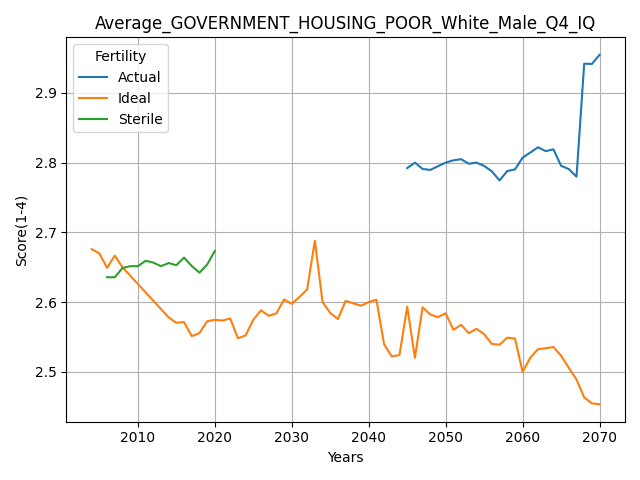 Average_GOVERNMENT_HOUSING_POOR_White_Male_Q4_IQ
Fertility
Actual
Ideal
Sterile
Score(1-4)
2.9
2.8
2.7
2.6
2.5
2010 2020 2030 2040 2050 2060 2070
Years